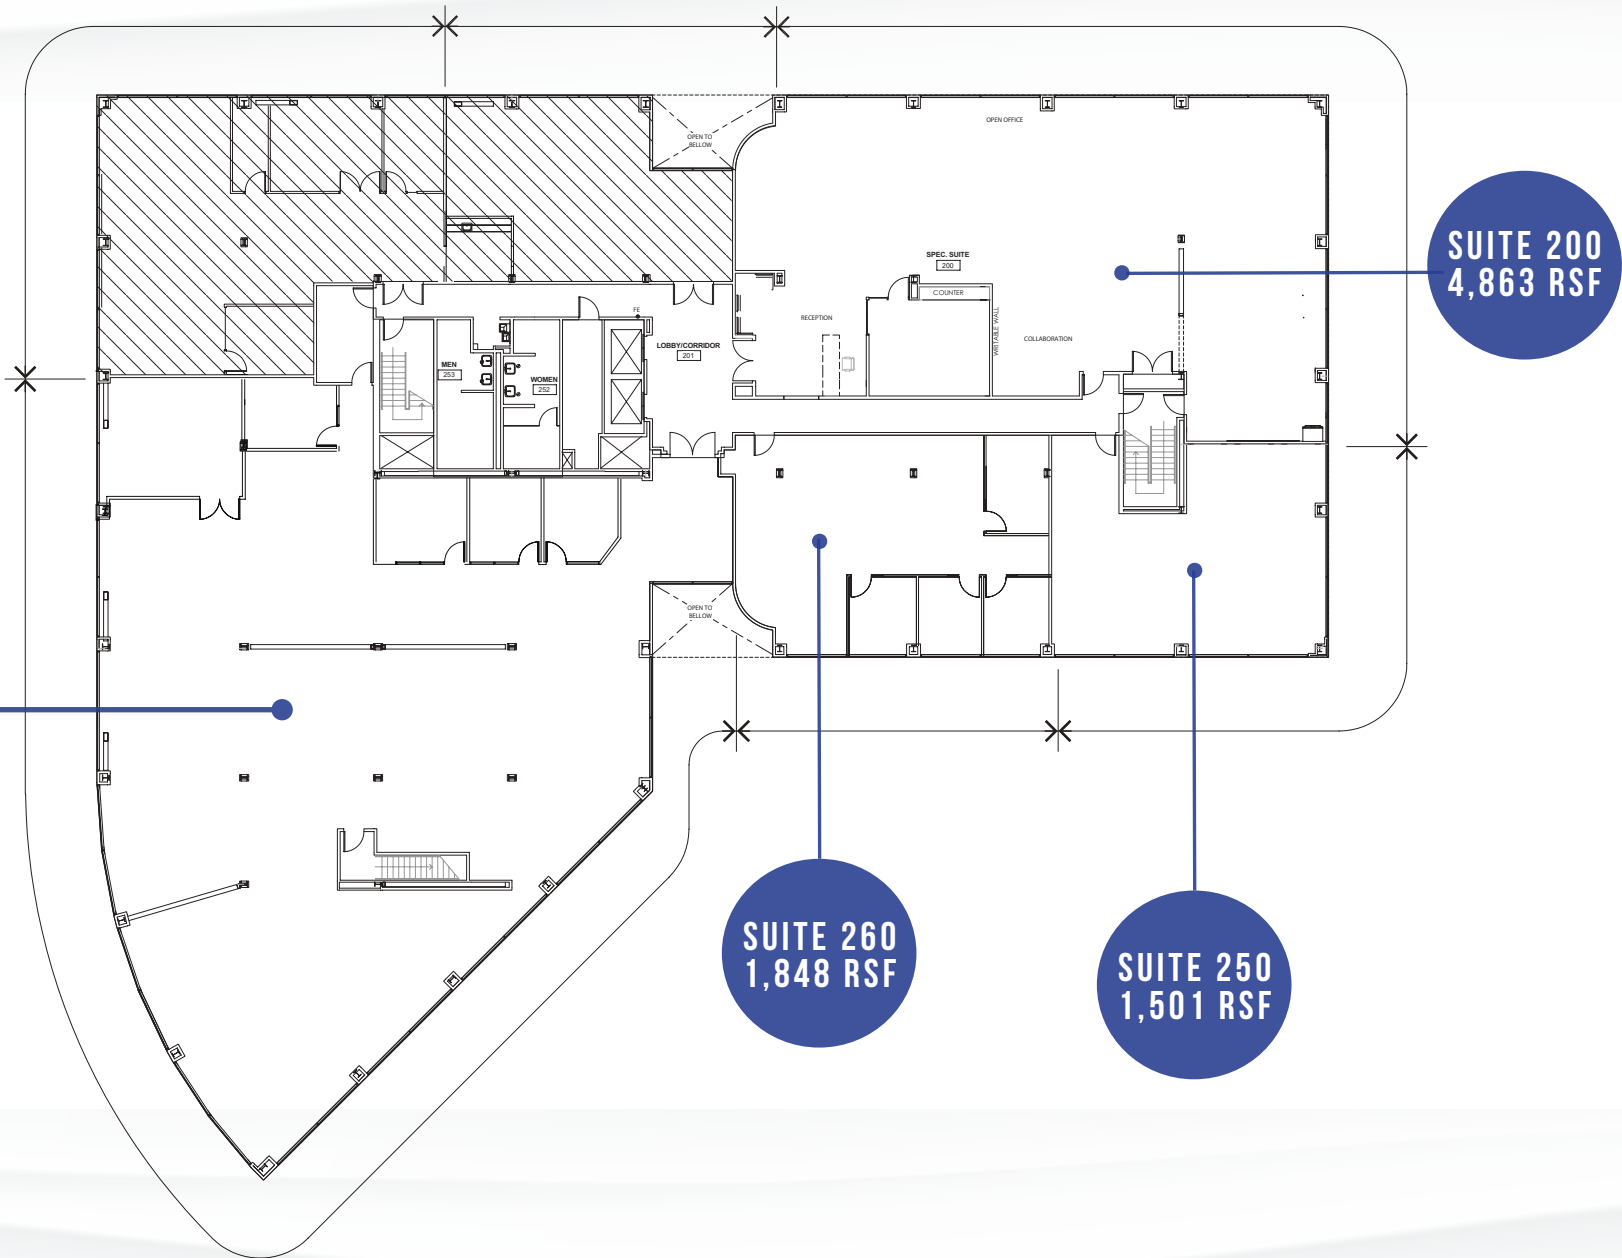 OPEN OFFICE
OPEN TO
BELLOW
SUITE 200
4,863 RSF
SPEC. SUITE
200
COUNTER
RECEPTION
WRITABLE WALL
COLLABORATION
FE
LOBBY/CORRIDOR
201
MEN
253
WOMEN
252
OPEN TO
BELLOW
SUITE 260
1,848 RSF
SUITE 250
1,501 RSF